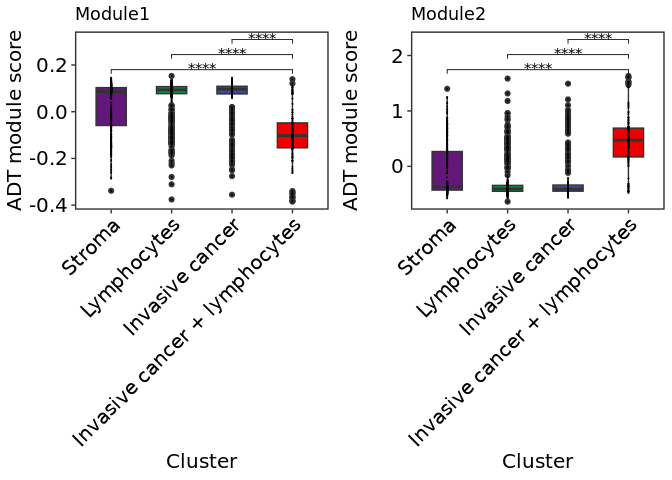 Module1
ADT module score
0.2
0.0
-0.2
-0.4
****
****
****
Stroma
Lymphocytes
Invasive cancer
Invasive cancer + lymphocytes
Cluster
Module2
ADT module score
2
1
0
****
****
****
Stroma
Lymphocytes
Invasive cancer
Invasive cancer + lymphocytes
Cluster